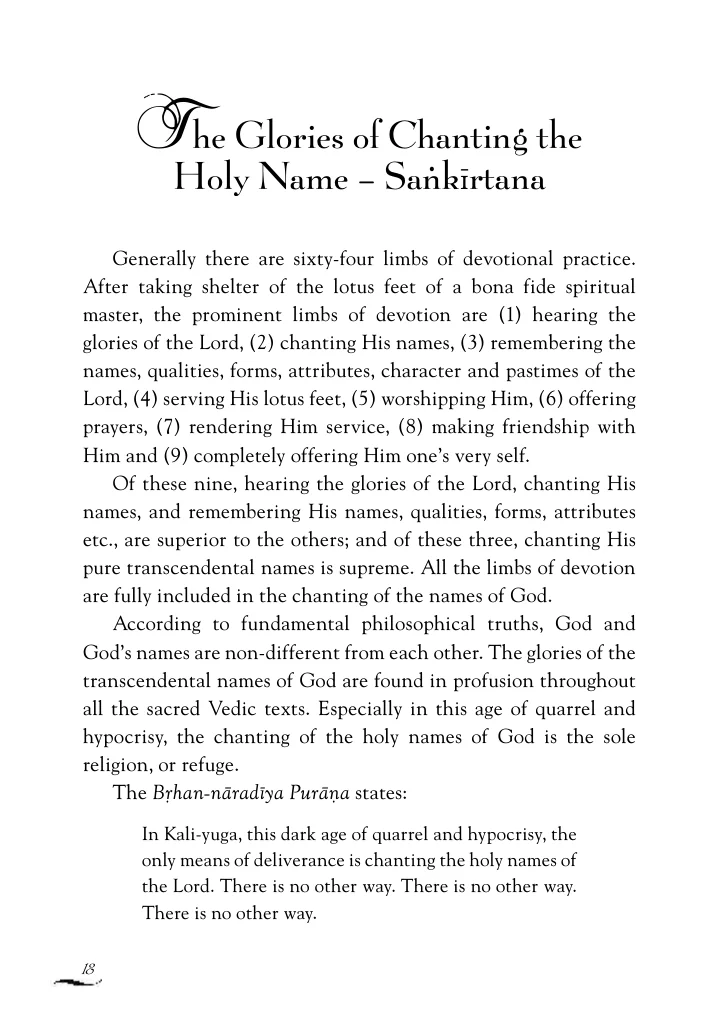 The Glories of Chanting the
Holy Name – Saṅkīrtana
Generally there are sixty-four limbs of devotional practice.
After taking shelter of the lotus feet of a bona fide spiritual
master, the prominent limbs of devotion are (1) hearing the
glories of the Lord, (2) chanting His names, (3) remembering the
names, qualities, forms, attributes, character and pastimes of the
Lord, (4) serving His lotus feet, (5) worshipping Him, (6) offering
prayers, (7) rendering Him service, (8) making friendship with
Him and (9) completely offering Him one's very self.
Of these nine, hearing the glories of the Lord, chanting His
names, and remembering His names, qualities, forms, attributes
etc., are superior to the others; and of these three, chanting His
pure transcendental names is supreme. All the limbs of devotion
are fully included in the chanting of the names of God.
According to fundamental philosophical truths, God and
God's names are non-different from each other. The glories of the
transcendental names of God are found in profusion throughout
all the sacred Vedic texts. Especially in this age of quarrel and
hypocrisy, the chanting of the holy names of God is the sole
religion, or refuge.
The Bṛhan-nāradīya Purāṇa states:
In Kali-yuga, this dark age of quarrel and hypocrisy, the
only means of deliverance is chanting the holy names of
the Lord. There is no other way. There is no other way.
There is no other way.
18